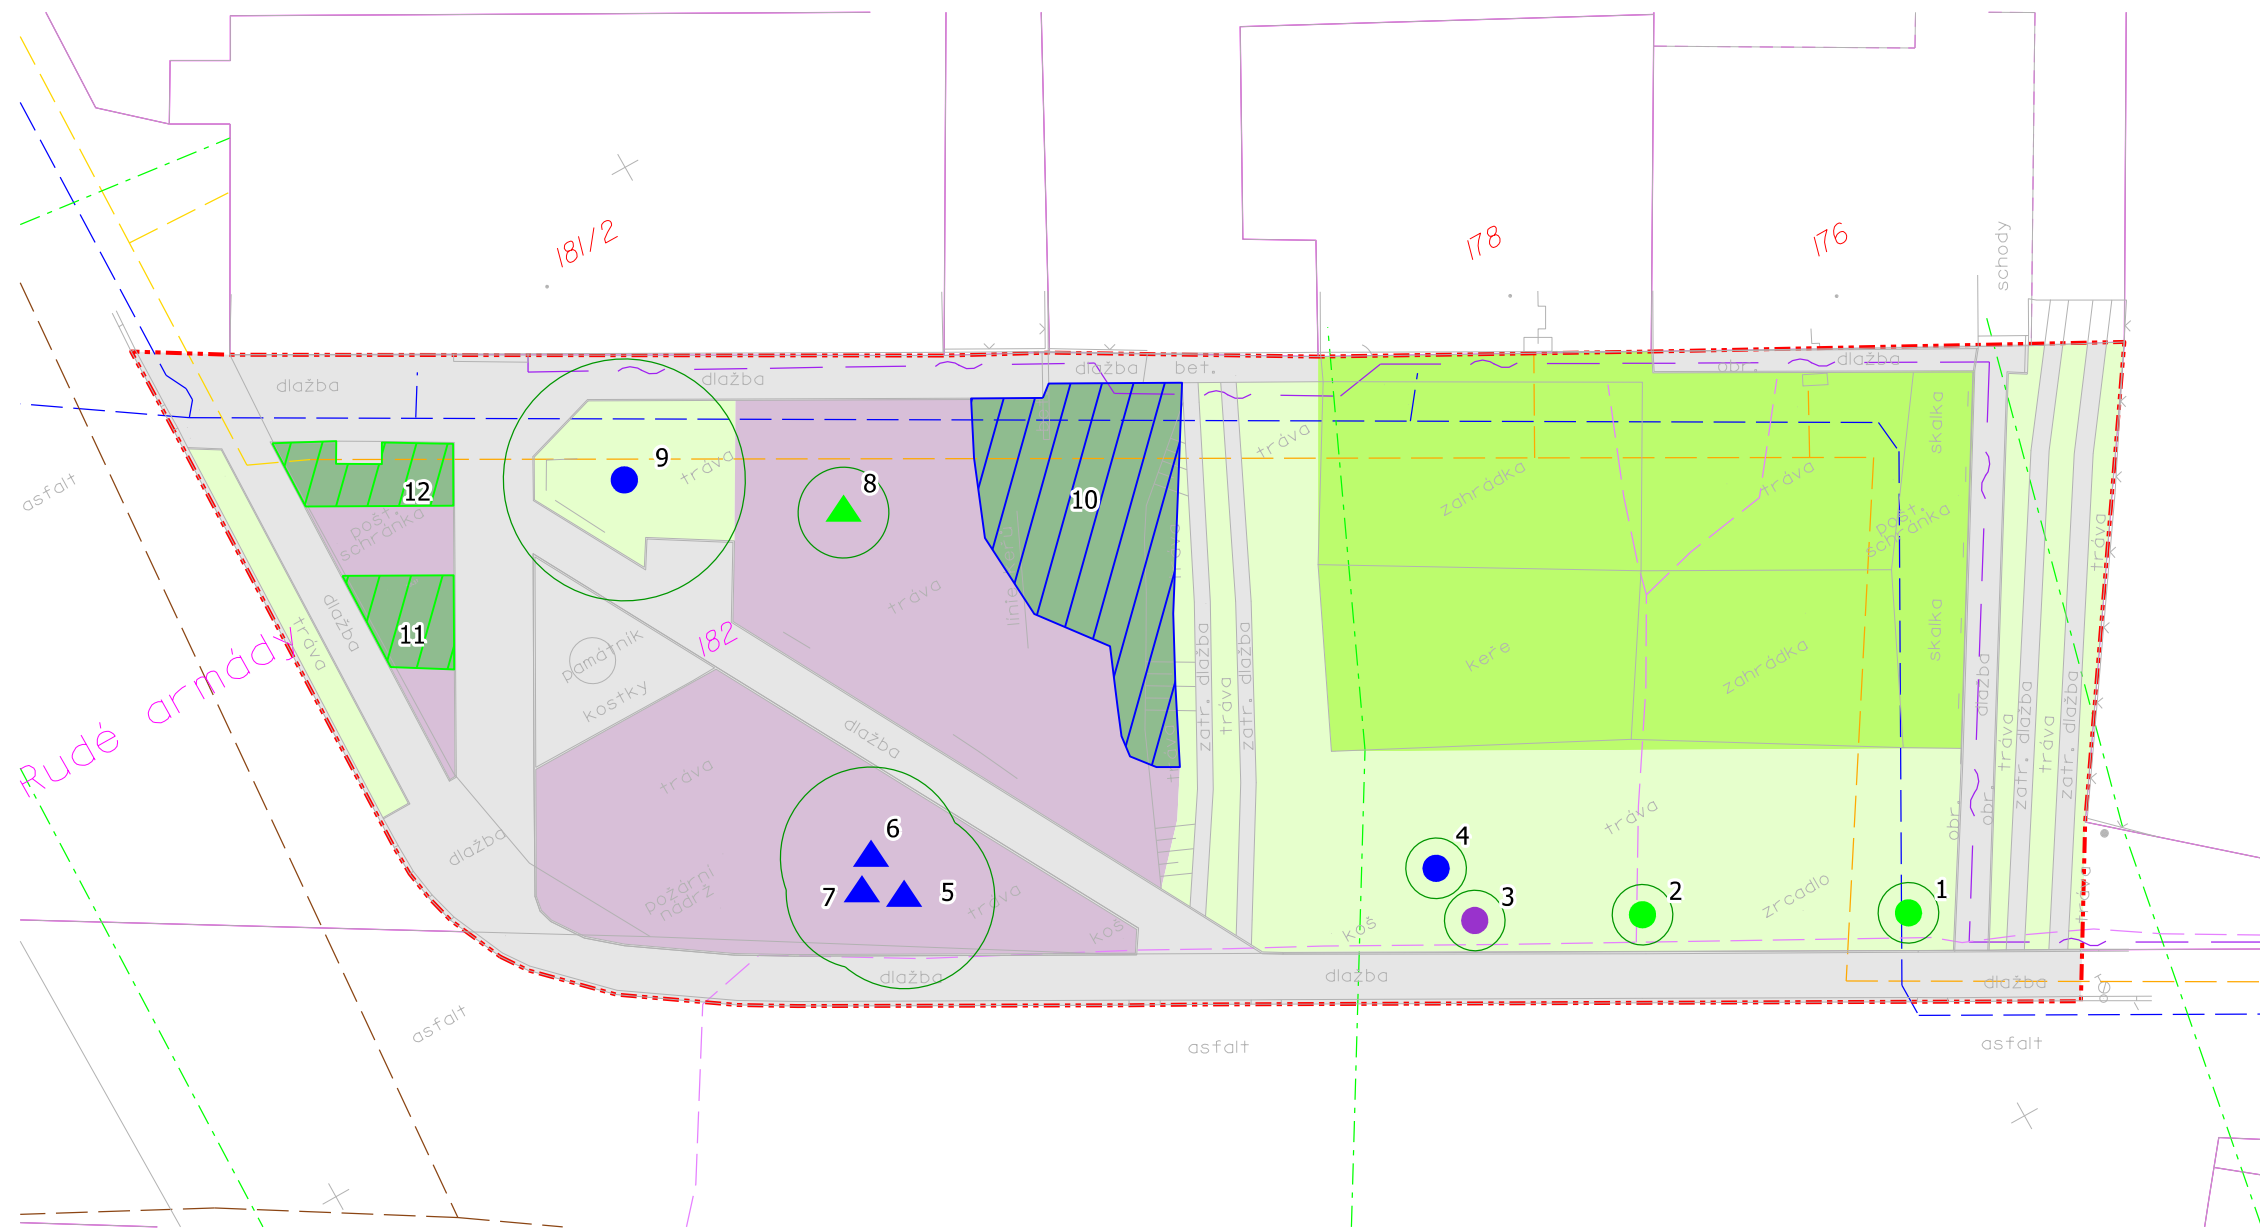 181/2
178
176
schody
dlažba
dlažba
dlažba
bet.
obr.
dlažba
skalka
tráva
tráva
zahrádka
tráva
asfalt
12
9
8
10
pošt.
schránka
pošt.
schránka
tráva
tráva
11
dlažba
tráva
182
památník
kostky
keře
zahrádka
skalka
Rudé armády
zatr. dlažba
tráva
zatr. dlažba
dlažba
tráva
zatr. dlažba
tráva
zatr. dlažba
dlažba
tráva
obr.
obr.
tráva
dlažba
6
7
5
4
3
2
1
požární
nádrž
tráva
koš
koš
zrcadlo
dlažba
dlažba
dlažba
asfalt
asfalt
asfalt